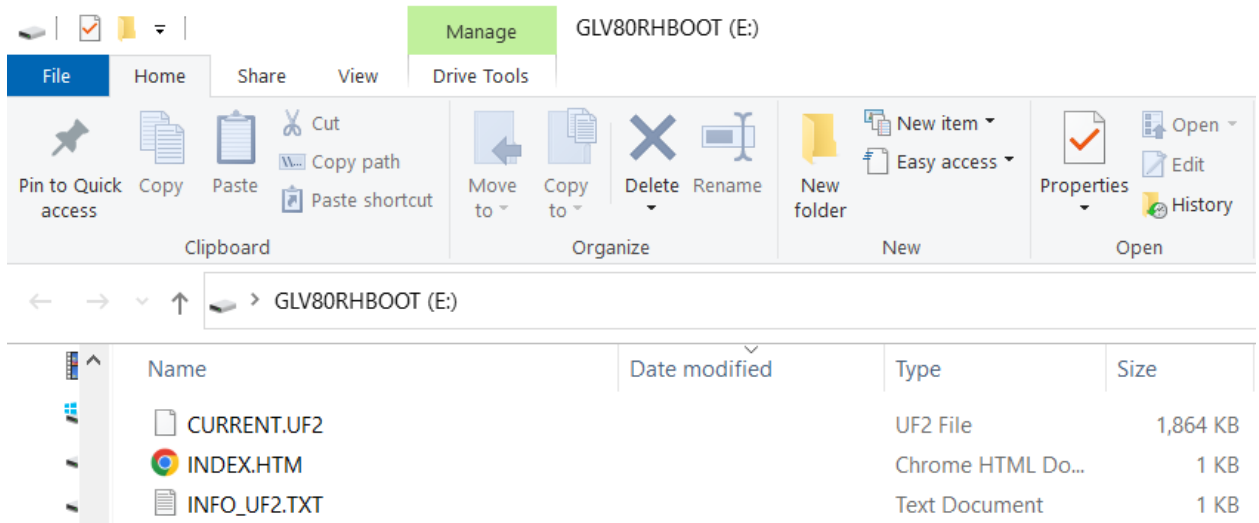 Manage
GLV80RHBOOT (E:)
File
Home
Share
View
Drive Tools
Pin to Quick
access
Copy
Paste
Cut
Copy path
Paste shortcut
Move
to
Copy
to
Delete
Rename
New
folder
New item
Easy access
Properties
Open
Edit
History
Clipboard
Organize
New
Open
GLV80RHBOOT (E:)
Name Date modified Type Size
CURRENT.UF2 UF2 File 1,864 KB
INDEX.HTM Chrome HTML Do... 1 KB
INFO_UF2.TXT Text Document 1 KB